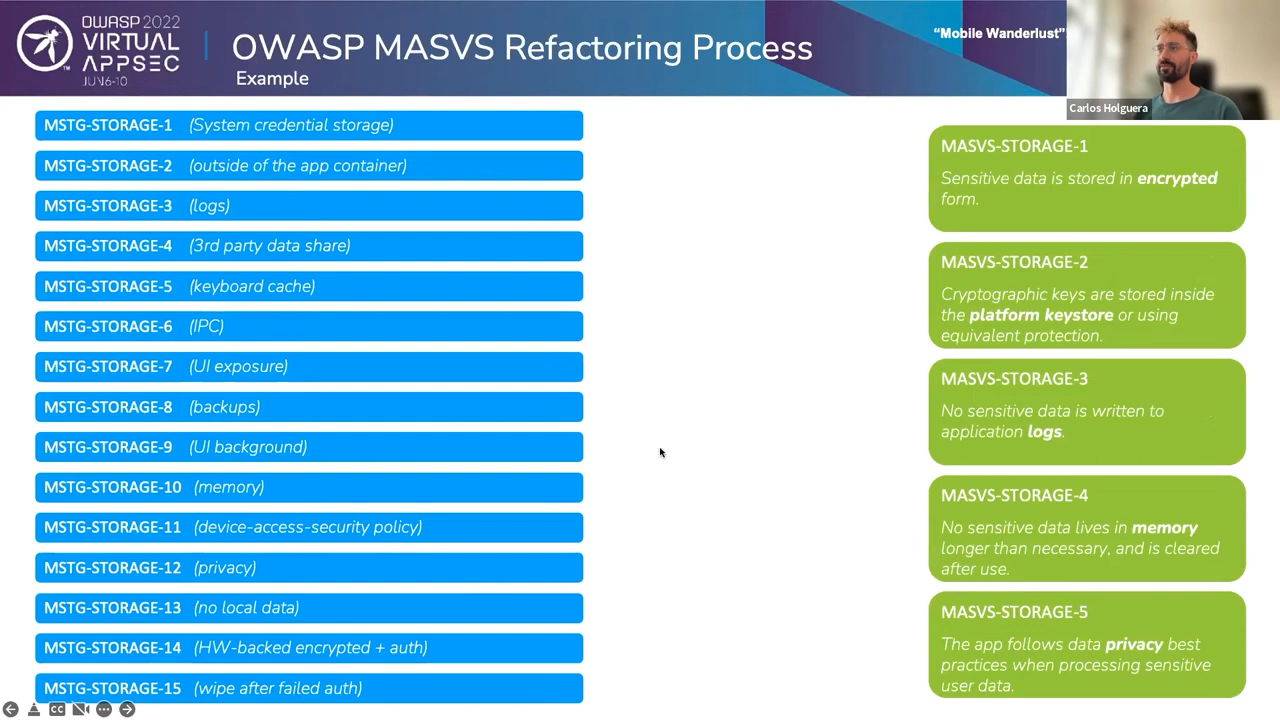 OWASP 2022
VIRTUAL
APPSEC
JUN 6-10
OWASP MASVS Refactoring Process
Example
"Mobile Wanderlust"
Carlos Holguera
MSTG-STORAGE-1 (System credential storage)
MSTG-STORAGE-2 (outside of the app container)
MSTG-STORAGE-3 (logs)
MSTG-STORAGE-4 (3rd party data share)
MSTG-STORAGE-5 (keyboard cache)
MSTG-STORAGE-6 (IPC)
MSTG-STORAGE-7 (UI exposure)
MSTG-STORAGE-8 (backups)
MSTG-STORAGE-9 (UI background)
MSTG-STORAGE-10 (memory)
MSTG-STORAGE-11 (device-access-security policy)
MSTG-STORAGE-12 (privacy)
MSTG-STORAGE-13 (no local data)
MSTG-STORAGE-14 (HW-backed encrypted + auth)
MSTG-STORAGE-15 (wipe after failed auth)
MASVS-STORAGE-1
Sensitive data is stored in encrypted
form.
MASVS-STORAGE-2
Cryptographic keys are stored inside
the platform keystore or using
equivalent protection.
MASVS-STORAGE-3
No sensitive data is written to
application logs.
MASVS-STORAGE-4
No sensitive data lives in memory
longer than necessary, and is cleared
after use.
MASVS-STORAGE-5
The app follows data privacy best
practices when processing sensitive
user data.
CC